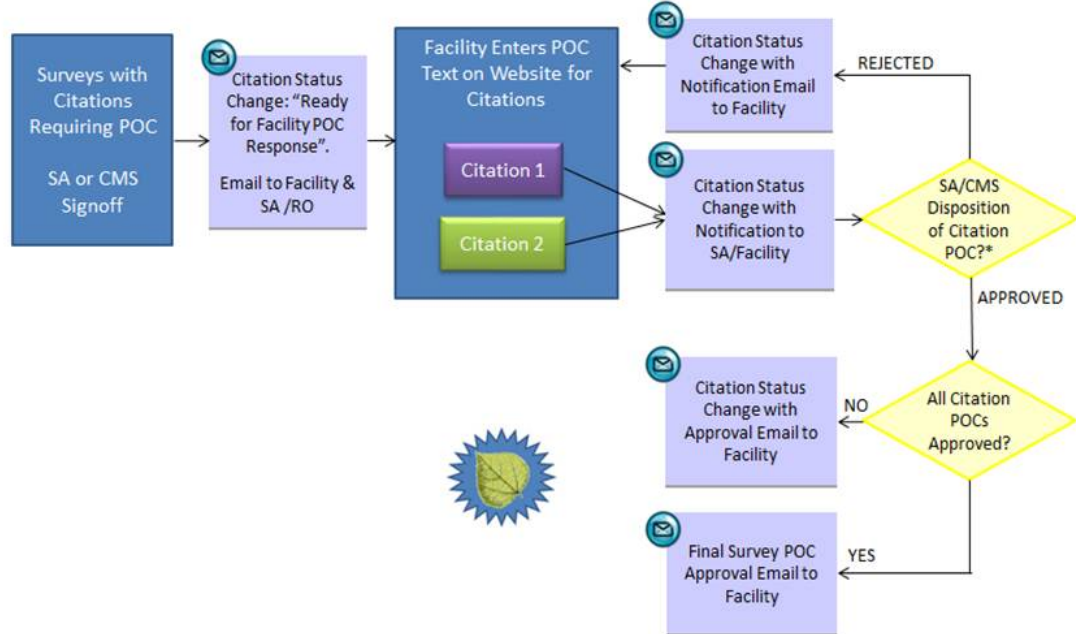 Surveys with
Citations
Requiring POC
SA or CMS
Signoff
Citation Status
Change: “Ready
for Facility POC
Response”.
Email to Facility &
SA /RO
Facility Enters POC
Text on Website for
Citations
Citation 1
Citation 2
Citation Status
Change with
Notification Email
to Facility
REJECTED
Citation Status
Change with
Notification to
SA/Facility
SA/CMS
Disposition
of Citation
POC?*
APPROVED
Citation Status
Change with
Approval Email to
Facility
NO
All Citation
POCs
Approved?
Final Survey POC
Approval Email to
Facility
YES